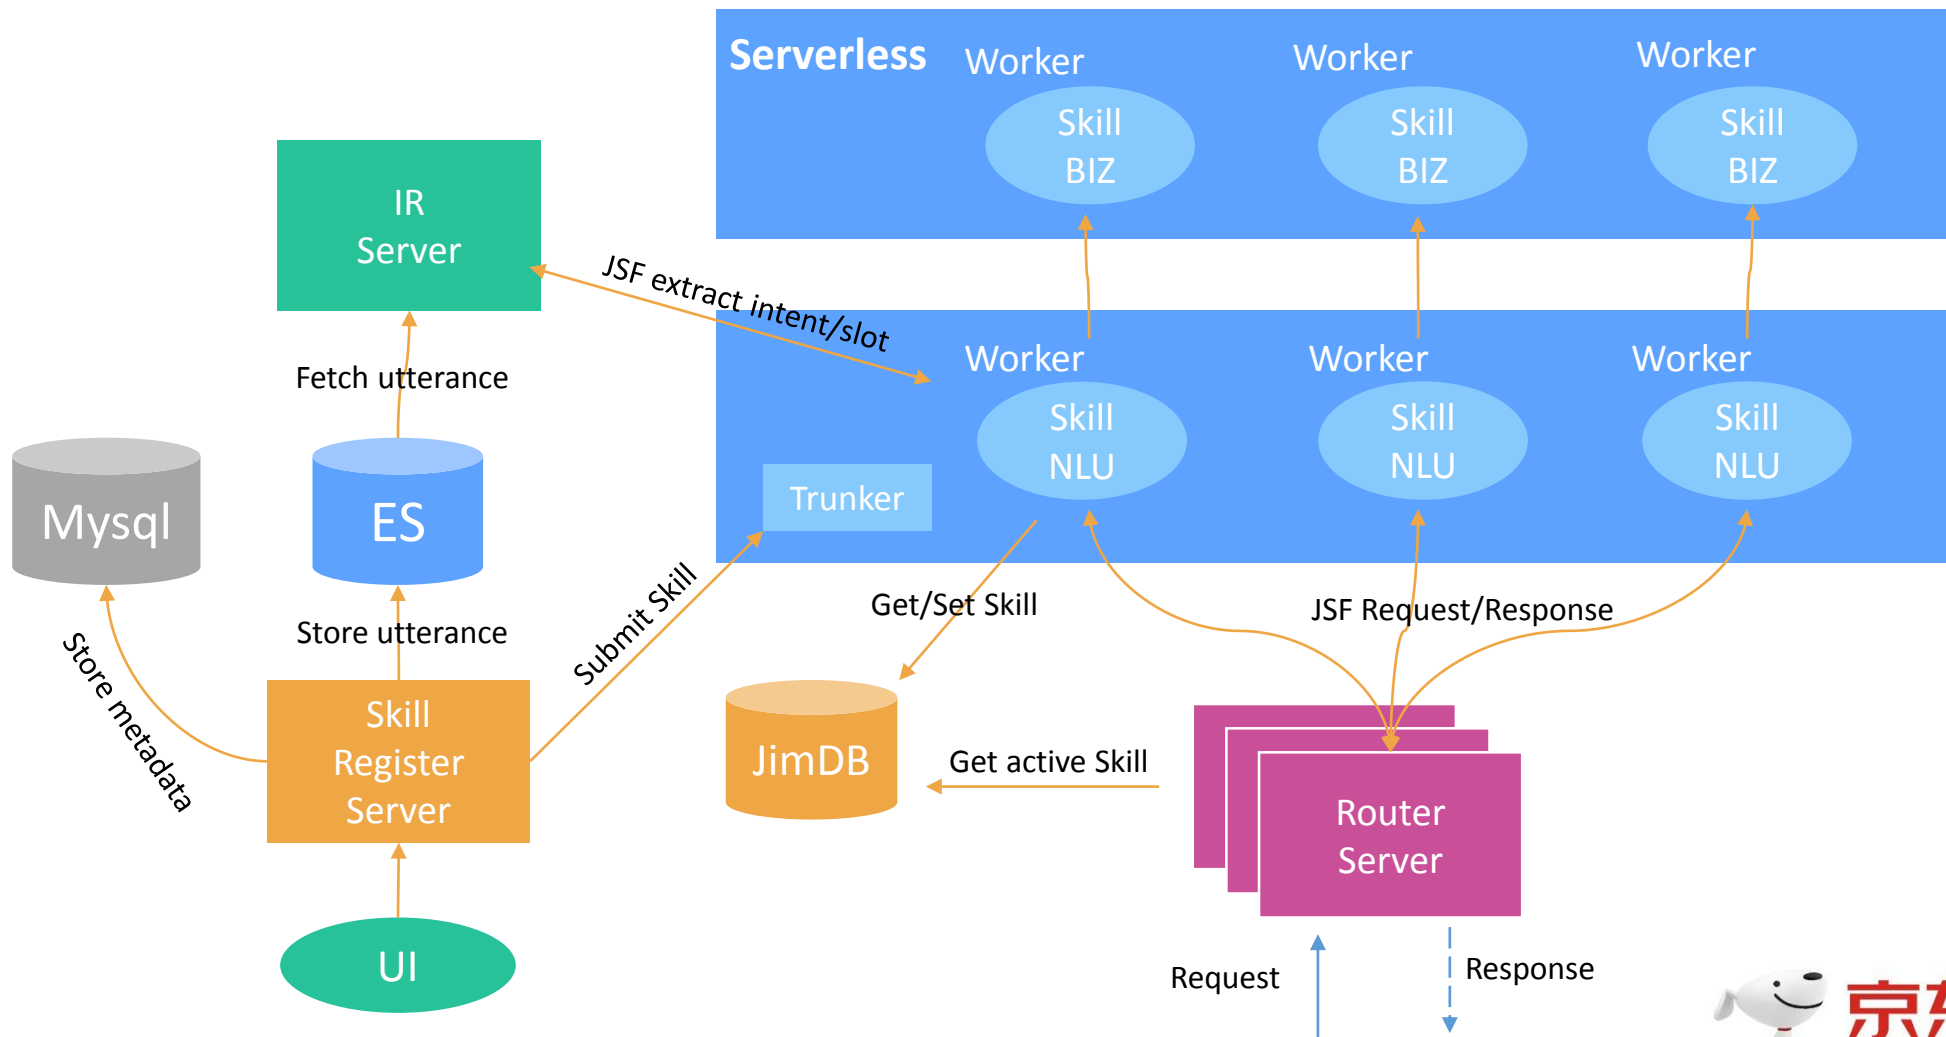 Serverless
Worker
Worker
Worker
Skill
BIZ
Skill
BIZ
Skill
BIZ
IR
Server
JSF extract intent/slot
Worker
Worker
Worker
Skill
NLU
Skill
NLU
Skill
NLU
Fetch utterance
Mysql
ES
Trunker
Store metadata
Store utterance
Submit Skill
Get/Set Skill
JSF Request/Response
Skill
Register
Server
JimDB
Get active Skill
Router
Server
UI
Request
Response
京东